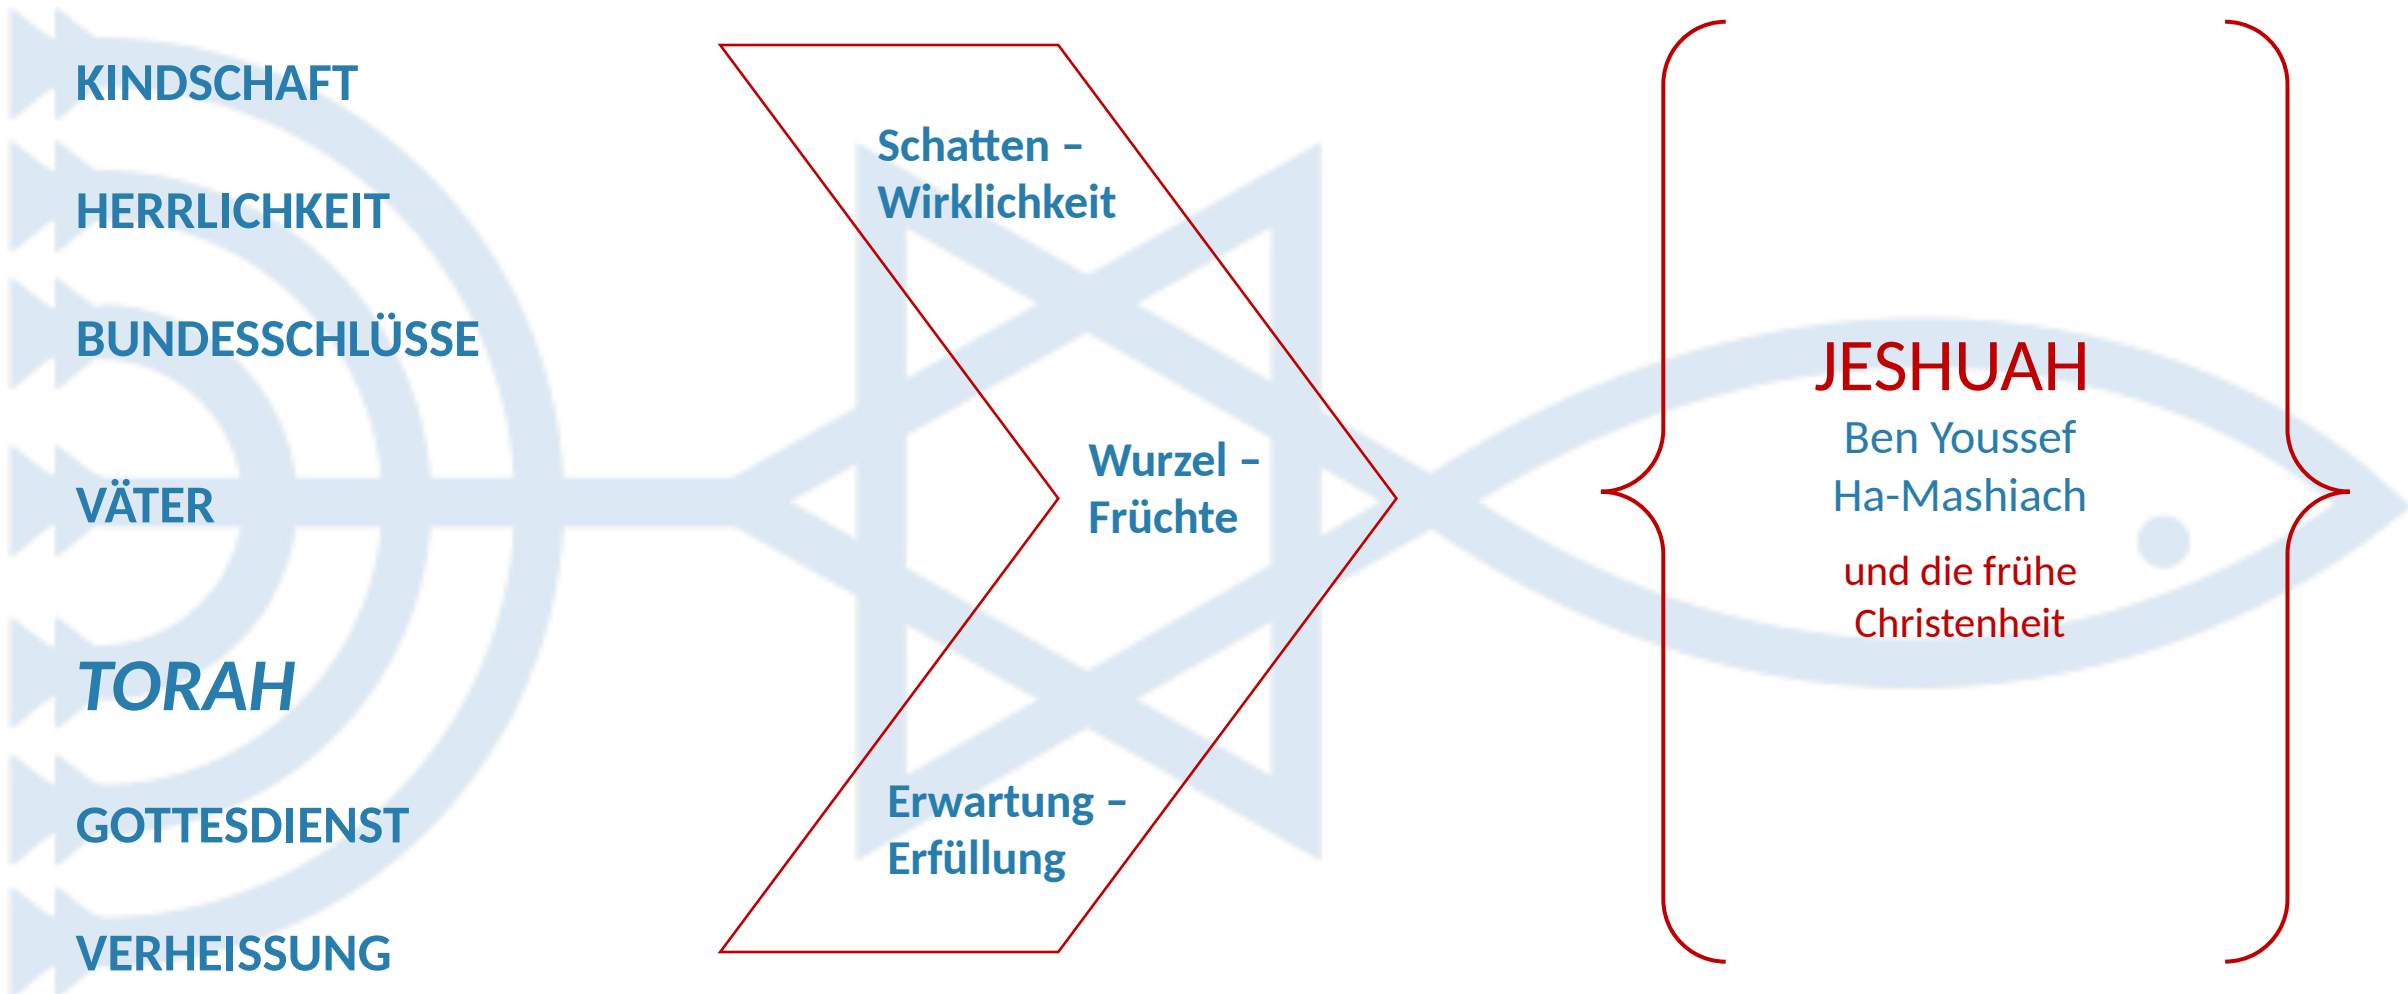 KINDSCHAFT
HERRLICHKEIT
BUNDESSCHLÜSSE
VÄTER
TORAH
GOTTESDIENST
VERHEISSUNG
Schatten –
Wirklichkeit
Wurzel –
Früchte
Erwartung –
Erfüllung
JESHUAH
Ben Youssef
Ha-Mashiach
und die frühe
Christenheit